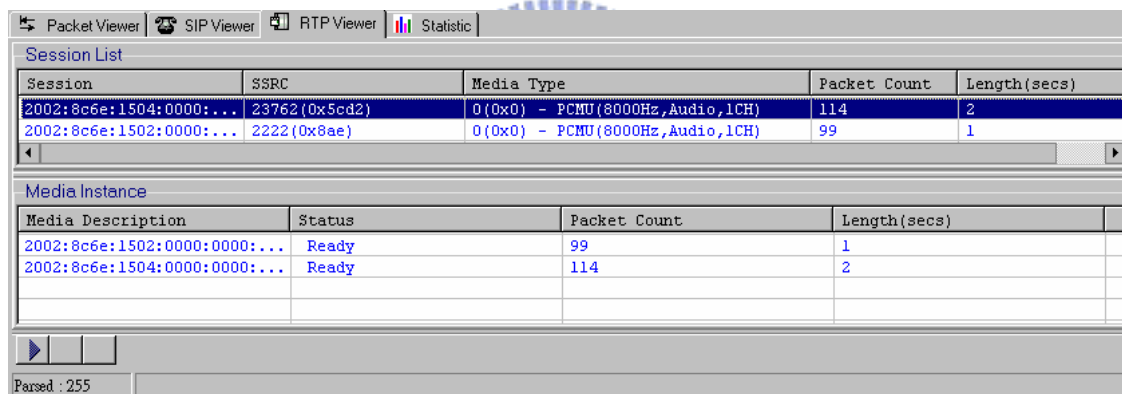 Packet Viewer SIP Viewer RTP Viewer Statistic
Session List
Session SSRC Media Type Packet Count Length(secs)
2002:8c6e:1504:0000:... 23762(0x5cd2) 0(0x0) - PCMU(8000Hz,Audio,1CH) 114 2
2002:8c6e:1502:0000:... 2222(0x8ae) 0(0x0) - PCMU(8000Hz,Audio,1CH) 99 1
Media Instance
Media Description Status Packet Count Length(secs)
2002:8c6e:1502:0000:0000:... Ready 99 1
2002:8c6e:1504:0000:0000:... Ready 114 2
Parsed : 255